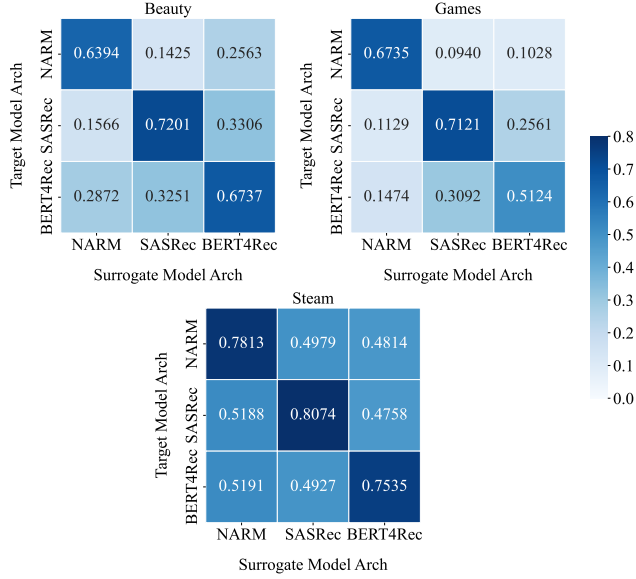 Beauty
Target Model Arch
NARM
SASRec
BERT4Rec
0.6394 0.1425 0.2563
0.1566 0.7201 0.3306
0.2872 0.3251 0.6737
NARM SASRec BERT4Rec
Surrogate Model Arch
Games
Target Model Arch
NARM
SASRec
BERT4Rec
0.6735 0.0940 0.1028
0.1129 0.7121 0.2561
0.1474 0.3092 0.5124
NARM SASRec BERT4Rec
Surrogate Model Arch
Steam
Target Model Arch
NARM
SASRec
BERT4Rec
0.7813 0.4979 0.4814
0.5188 0.8074 0.4758
0.5191 0.4927 0.7535
NARM SASRec BERT4Rec
Surrogate Model Arch
0.8
0.7
0.6
0.5
0.4
0.3
0.2
0.1
0.0